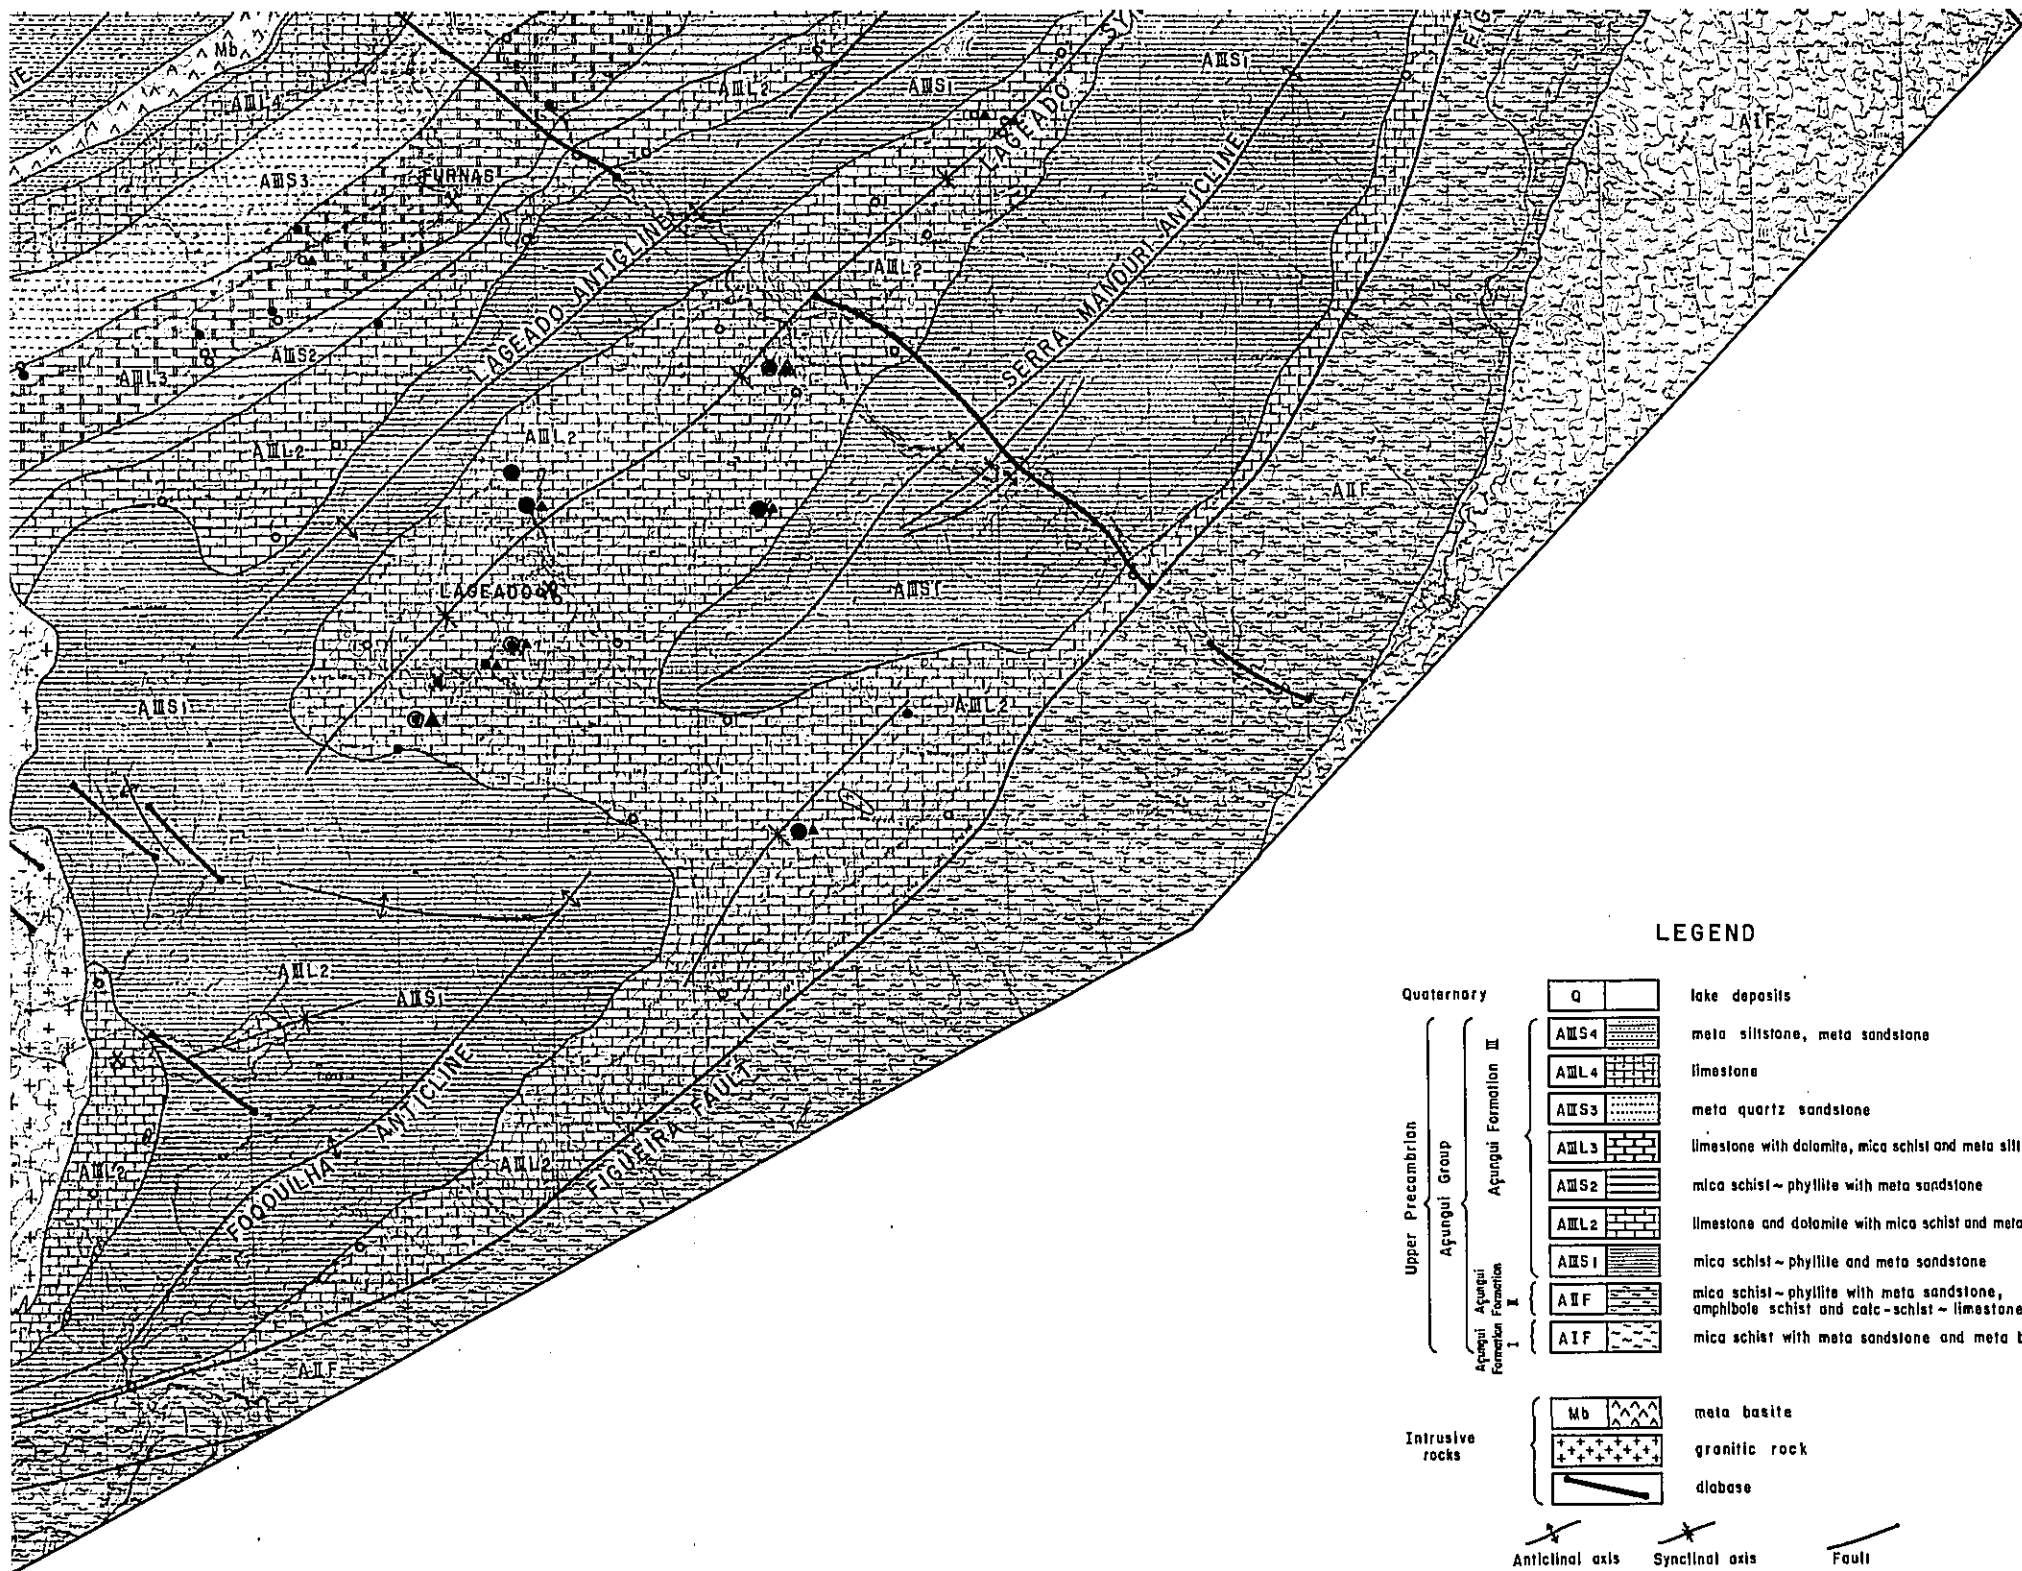 Mb
AⅢL4
AⅢL2
AⅢS1
AⅢS1
AⅠF
AⅢS3
FURNAS
LAGEADO
SY
FIG
LAGEADO ANTICLINE
SERRA MANDURI ANTICLINE
AⅢL2
AⅢS2
AⅢL3
AⅢL2
AⅢL2
AⅡF
LAGEADO
AⅢS1
AⅢS1
AⅢL2
AⅢL2
AⅢS1
AⅢL2
AⅢL2
FOQUILHA ANTICLINE
FIGUEIRA FAULT
AⅡF
LEGEND
Quaternary
Q lake deposits
Upper Precambrian
Açungui Group
Açungui Formation Ⅲ
AⅢS4 meta siltstone, meta sandstone
AⅢL4 limestone
AⅢS3 meta quartz sandstone
AⅢL3 limestone with dolomite, mica schist and meta silt
AⅢS2 mica schist~phyllite with meta sandstone
AⅢL2 limestone and dolomite with mica schist and meta
AⅢS1 mica schist~phyllite and meta sandstone
Açungui Formation Ⅱ
AⅡF mica schist~phyllite with meta sandstone,
amphibole schist and calc-schist~limestone
Açungui Formation Ⅰ
AⅠF mica schist with meta sandstone and meta b
Intrusive rocks
Mb meta basite
granitic rock
diabase
Anticlinal axis Synclinal axis Fault